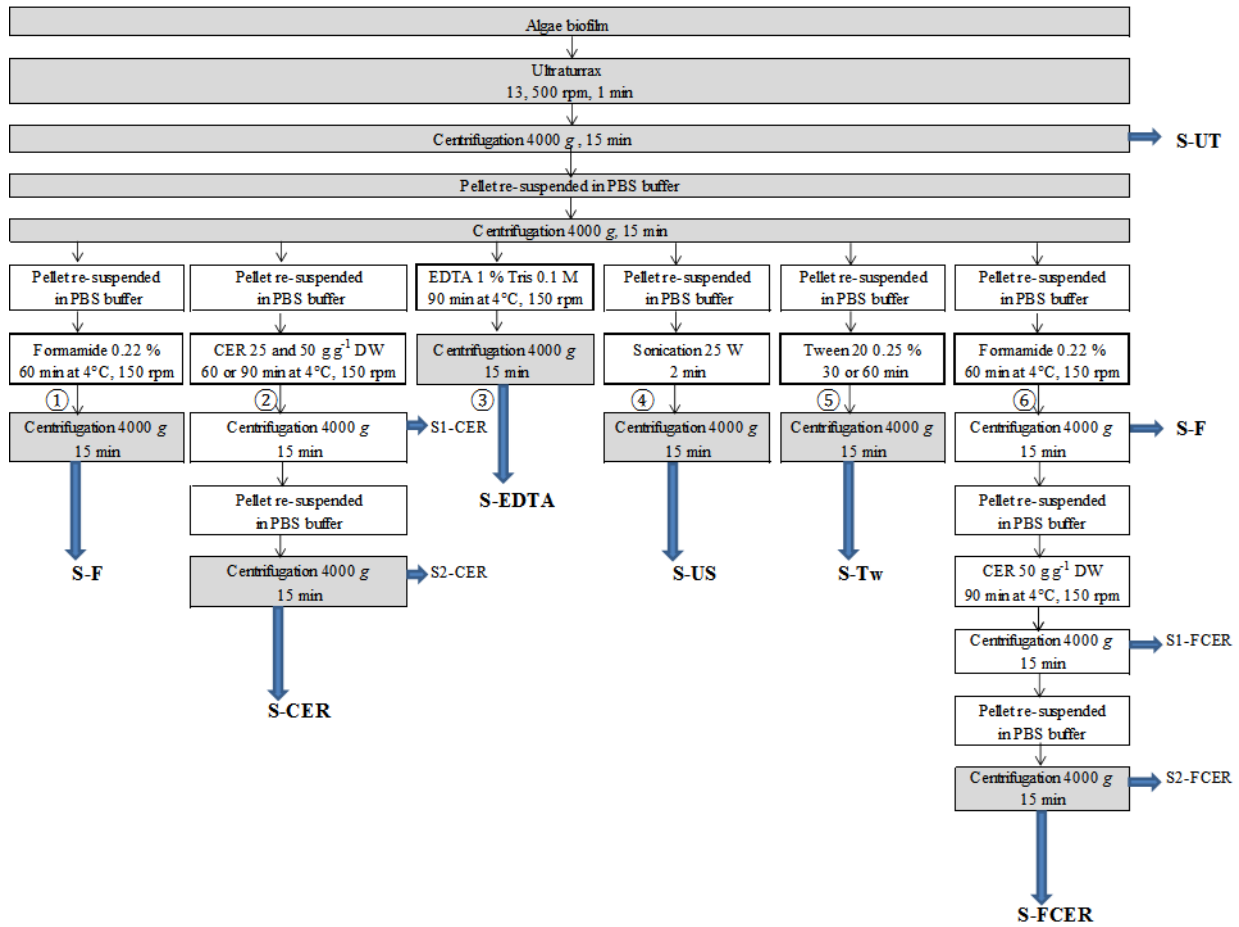 Algae biofilm
Ultraturrax
13, 500 rpm, 1 min
Centrifugation 4000 g , 15 min
S-UT
Pellet re-suspended in PBS buffer
Centrifugation 4000 g, 15 min
Pellet re-suspended
in PBS buffer
Formamide 0.22 %
60 min at 4°C, 150 rpm
①
Centrifugation 4000 g
15 min
S-F
Pellet re-suspended
in PBS buffer
CER 25 and 50 g g⁻¹ DW
60 or 90 min at 4°C, 150 rpm
②
Centrifugation 4000 g
15 min
S1-CER
Pellet re-suspended
in PBS buffer
Centrifugation 4000 g
15 min
S2-CER
S-CER
EDTA 1 % Tris 0.1 M
90 min at 4°C, 150 rpm
Centrifugation 4000 g
15 min
③
S-EDTA
Pellet re-suspended
in PBS buffer
Sonication 25 W
2 min
④
Centrifugation 4000 g
15 min
S-US
Pellet re-suspended
in PBS buffer
Tween 20 0.25 %
30 or 60 min
⑤
Centrifugation 4000 g
15 min
S-Tw
Pellet re-suspended
in PBS buffer
Formamide 0.22 %
60 min at 4°C, 150 rpm
⑥
Centrifugation 4000 g
15 min
S-F
Pellet re-suspended
in PBS buffer
CER 50 g g⁻¹ DW
90 min at 4°C, 150 rpm
Centrifugation 4000 g
15 min
S1-FCER
Pellet re-suspended
in PBS buffer
Centrifugation 4000 g
15 min
S2-FCER
S-FCER